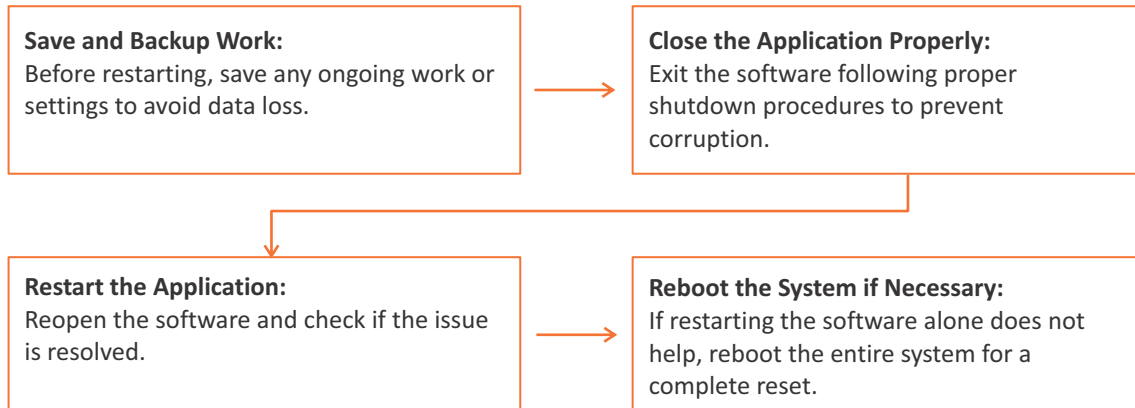 Save and Backup Work:
Before restarting, save any ongoing work or
settings to avoid data loss.
Close the Application Properly:
Exit the software following proper
shutdown procedures to prevent
corruption.
Restart the Application:
Reopen the software and check if the issue
is resolved.
Reboot the System if Necessary:
If restarting the software alone does not
help, reboot the entire system for a
complete reset.